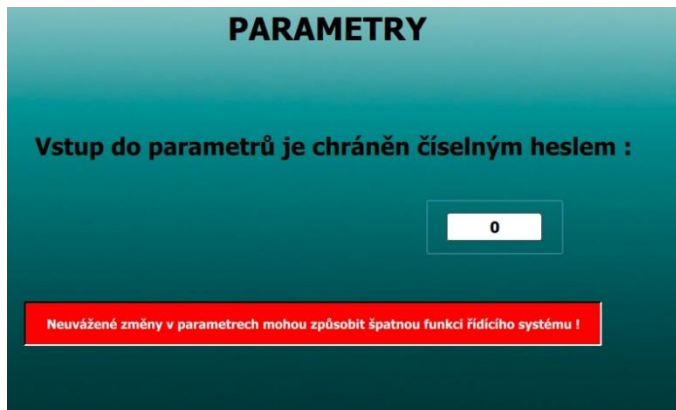 PARAMETRY
Vstup do parametrů je chráněn číselným heslem :
0
Neuvážené změny v parametrech mohou způsobit špatnou funkci řídícího systému !